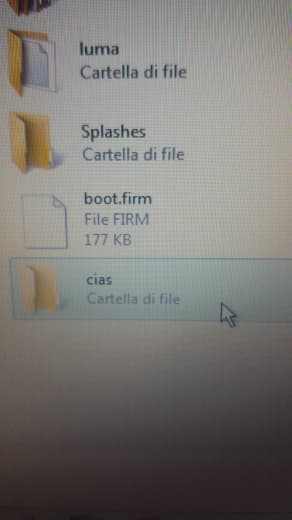 luma
Cartella di file
Splashes
Cartella di file
boot.firm
File FIRM
177 KB
cias
Cartella di file